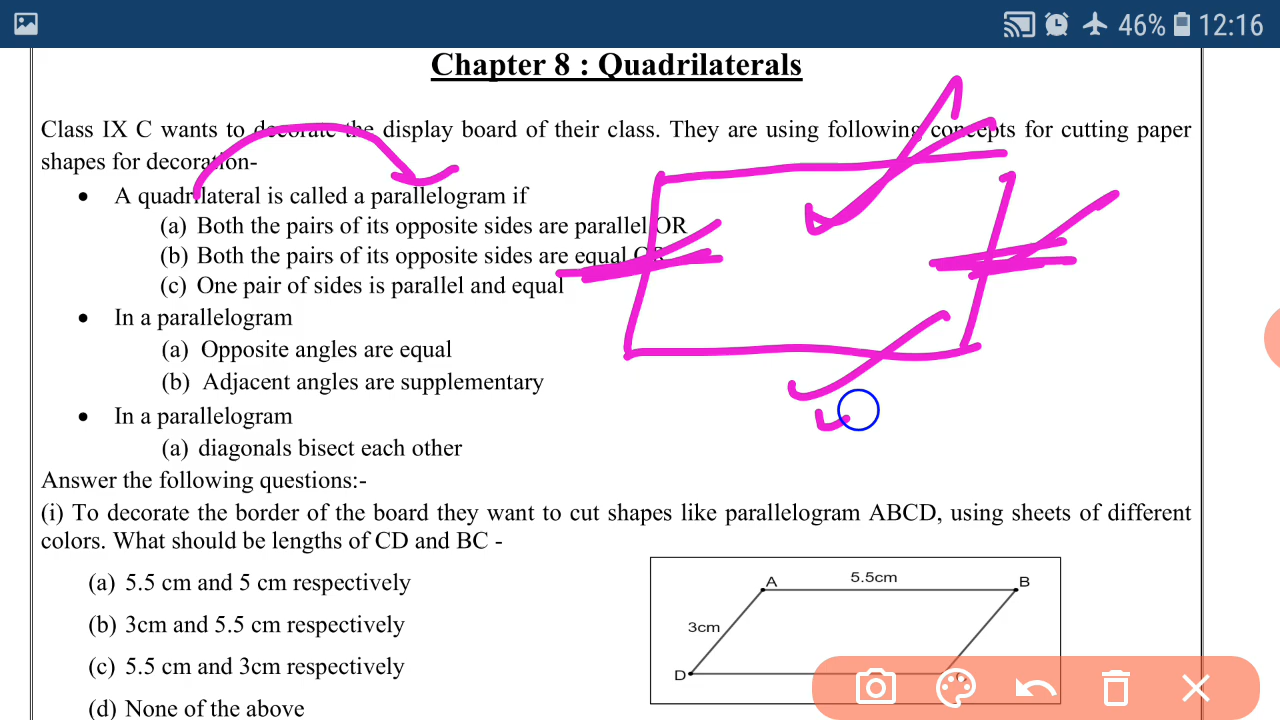 46% 12:16
Chapter 8 : Quadrilaterals
Class IX C wants to decorate the display board of their class. They are using following concepts for cutting paper
shapes for decoration-
• A quadrilateral is called a parallelogram if
(a) Both the pairs of its opposite sides are parallel OR
(b) Both the pairs of its opposite sides are equal OR
(c) One pair of sides is parallel and equal
• In a parallelogram
(a) Opposite angles are equal
(b) Adjacent angles are supplementary
• In a parallelogram
(a) diagonals bisect each other
Answer the following questions:-
(i) To decorate the border of the board they want to cut shapes like parallelogram ABCD, using sheets of different
colors. What should be lengths of CD and BC -
(a) 5.5 cm and 5 cm respectively
(b) 3cm and 5.5 cm respectively
(c) 5.5 cm and 3cm respectively
(d) None of the above
A 5.5cm B
3cm
D